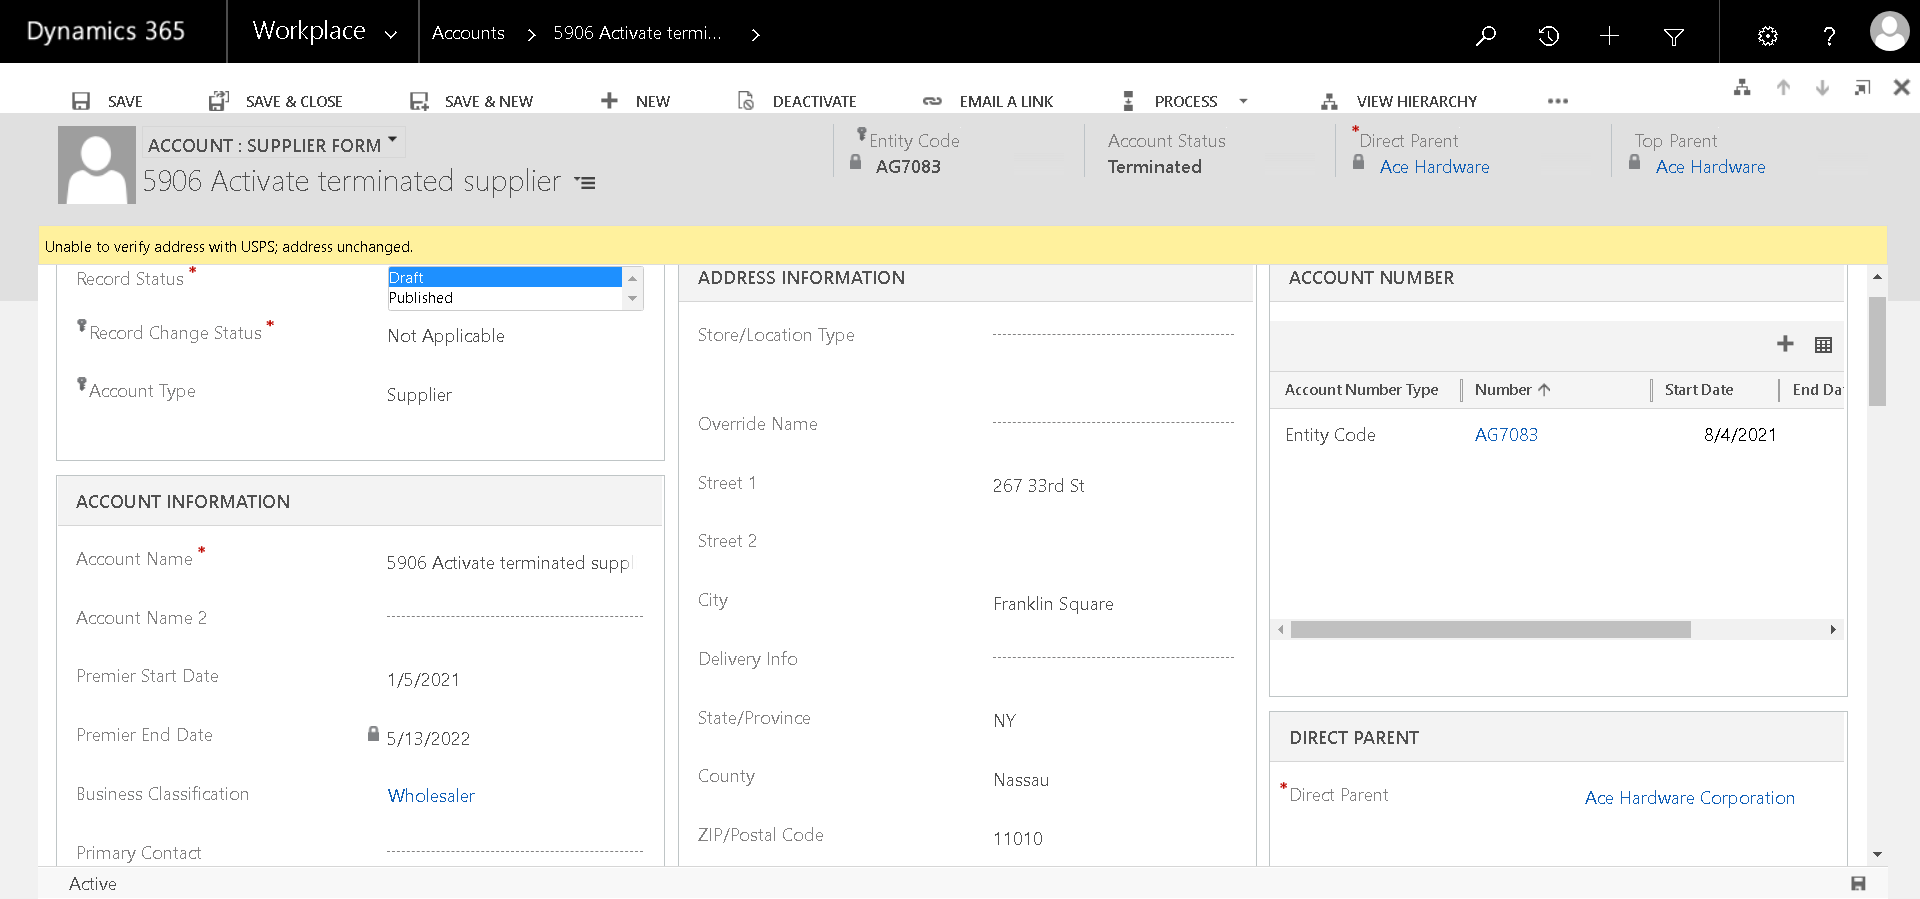 Dynamics 365
Workplace
Accounts
5906 Activate termi...
SAVE
SAVE & CLOSE
SAVE & NEW
NEW
DEACTIVATE
EMAIL A LINK
PROCESS
VIEW HIERARCHY
ACCOUNT : SUPPLIER FORM
5906 Activate terminated supplier
Entity Code
AG7083
Account Status
Terminated
*Direct Parent
Ace Hardware
Top Parent
Ace Hardware
Unable to verify address with USPS; address unchanged.
Record Status *
Draft
Published
Record Change Status *
Not Applicable
Account Type
Supplier
ACCOUNT INFORMATION
Account Name *
5906 Activate terminated suppl
Account Name 2
Premier Start Date
1/5/2021
Premier End Date
5/13/2022
Business Classification
Wholesaler
Primary Contact
ADDRESS INFORMATION
Store/Location Type
Override Name
Street 1
267 33rd St
Street 2
City
Franklin Square
Delivery Info
State/Province
NY
County
Nassau
ZIP/Postal Code
11010
ACCOUNT NUMBER
Account Number Type
Number
Start Date
End Da
Entity Code
AG7083
8/4/2021
DIRECT PARENT
*Direct Parent
Ace Hardware Corporation
Active